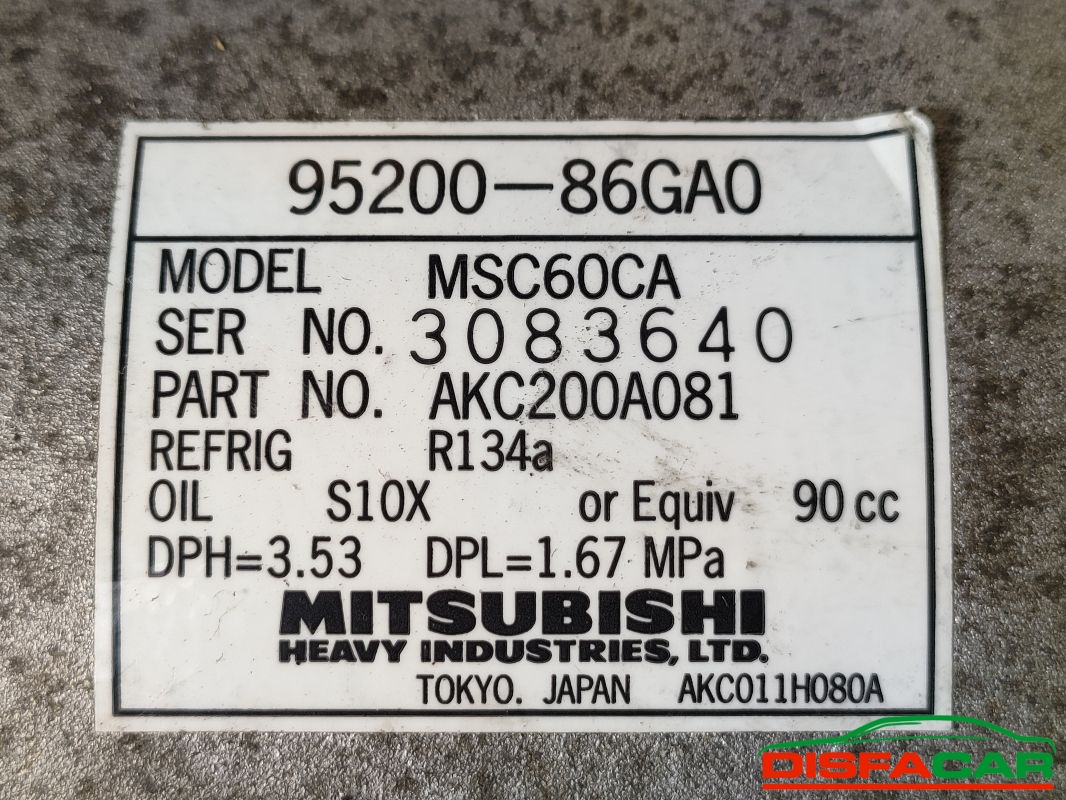 95200-86GA0
MODEL MSC60CA
SER NO. 3083640
PART NO. AKC200A081
REFRIG R134a
OIL S10X or Equiv 90 cc
DPH=3.53 DPL=1.67 MPa
MITSUBISHI
HEAVY INDUSTRIES, LTD.
TOKYO. JAPAN AKC011H080A
DISFACAR